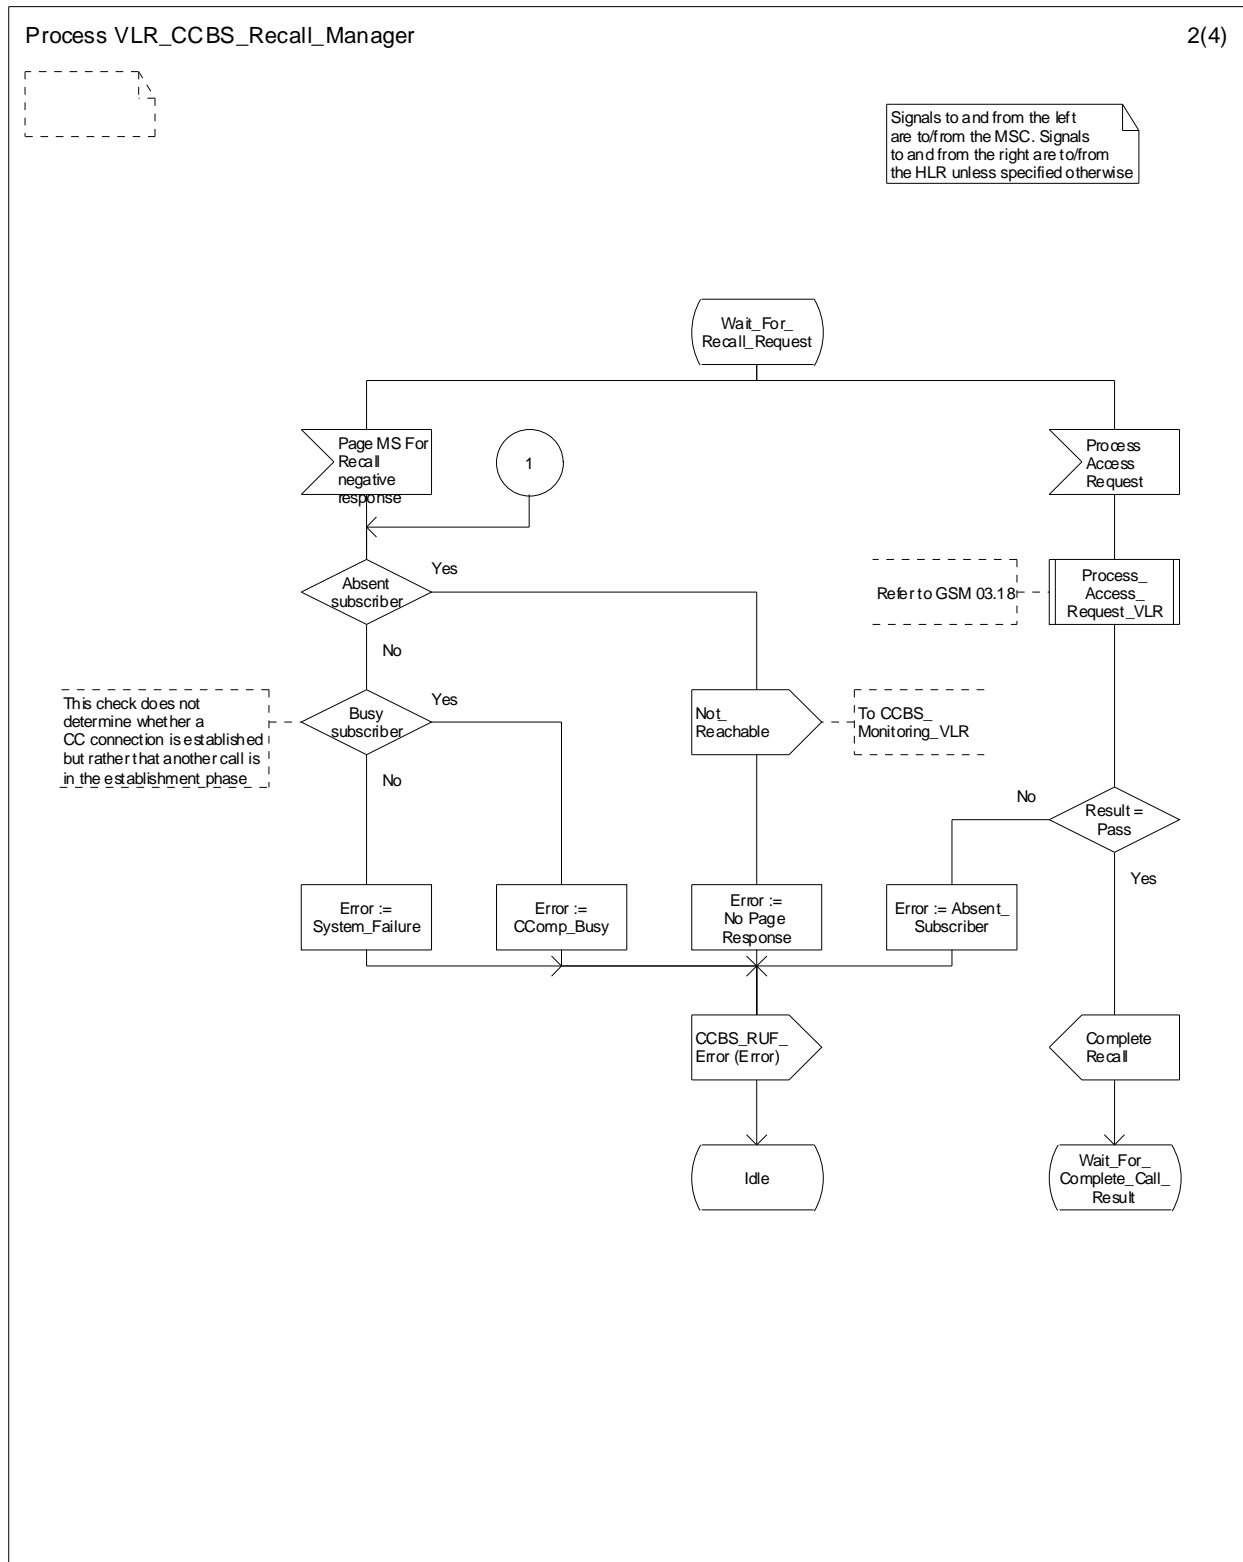 Process VLR_CCBS_Recall_Manager
2(4)
Signals to and from the left
are to/from the MSC. Signals
to and from the right are to/from
the HLR unless specified otherwise
Wait_For_
Recall_Request
Page MS For
Recall
negative
response
1
Process
Access
Request
Absent
subscriber
Yes
No
Refer to GSM 03.18
Process_
Access_
Request_VLR
This check does not
determine whether a
CC connection is established
but rather that another call is
in the establishment phase
Busy
subscriber
Yes
No
Not_
Reachable
To CCBS_
Monitoring_VLR
No
Result =
Pass
Yes
Error :=
System_Failure
Error :=
CComp_Busy
Error :=
No Page
Response
Error := Absent_
Subscriber
CCBS_RUF_
Error (Error)
Complete
Recall
Idle
Wait_For_
Complete_Call_
Result